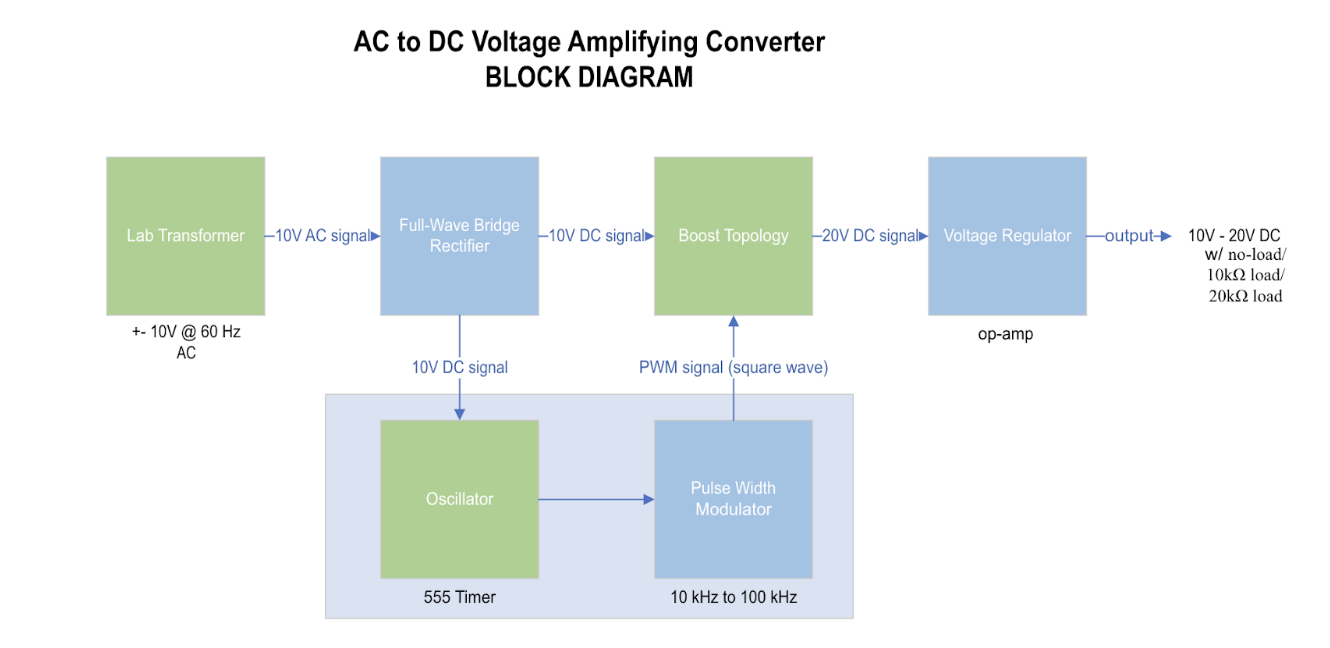 AC to DC Voltage Amplifying Converter
BLOCK DIAGRAM
Lab Transformer
10V AC signal
Full-Wave Bridge
Rectifier
10V DC signal
Boost Topology
20V DC signal
Voltage Regulator
output
10V - 20V DC
w/ no-load/
10kΩ load/
20kΩ load
+- 10V @ 60 Hz
AC
op-amp
10V DC signal
PWM signal (square wave)
Oscillator
Pulse Width
Modulator
555 Timer
10 kHz to 100 kHz